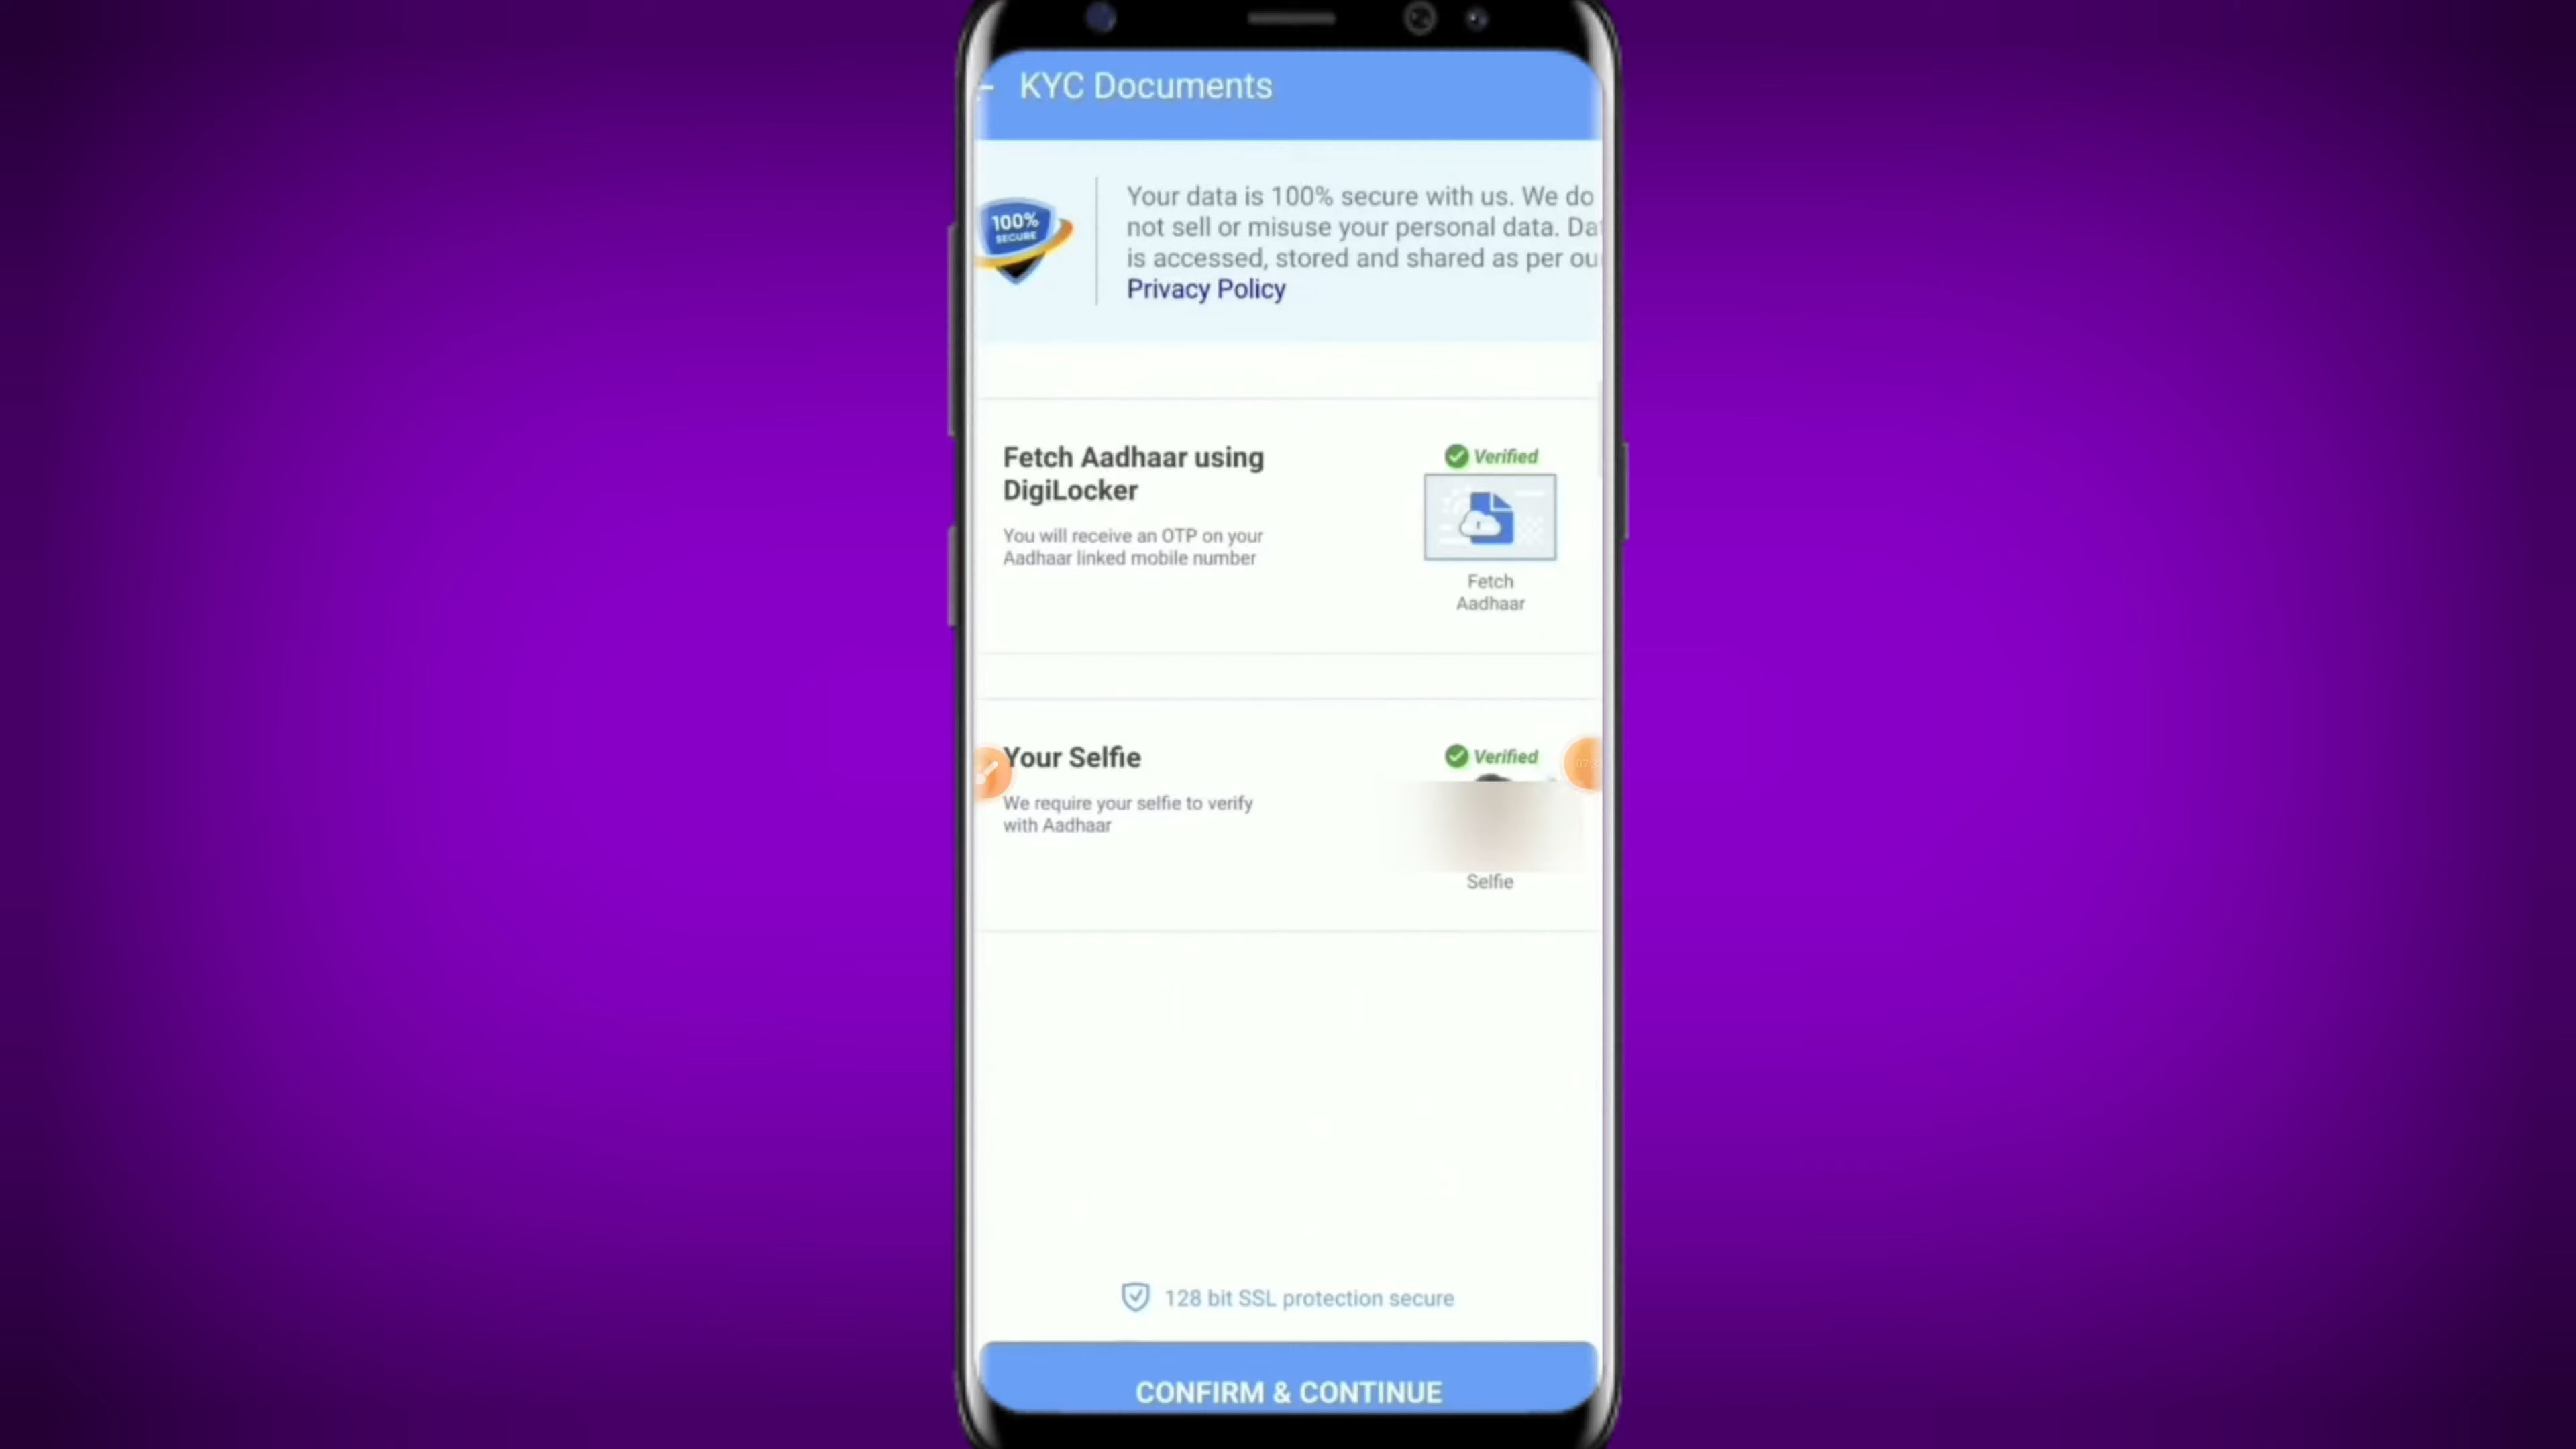 KYC Documents
100%
SECURE
Your data is 100% secure with us. We do
not sell or misuse your personal data. Da
is accessed, stored and shared as per ou
Privacy Policy
Fetch Aadhaar using
DigiLocker
You will receive an OTP on your
Aadhaar linked mobile number
Verified
Fetch
Aadhaar
Your Selfie
We require your selfie to verify
with Aadhaar
Verified
Selfie
128 bit SSL protection secure
CONFIRM & CONTINUE